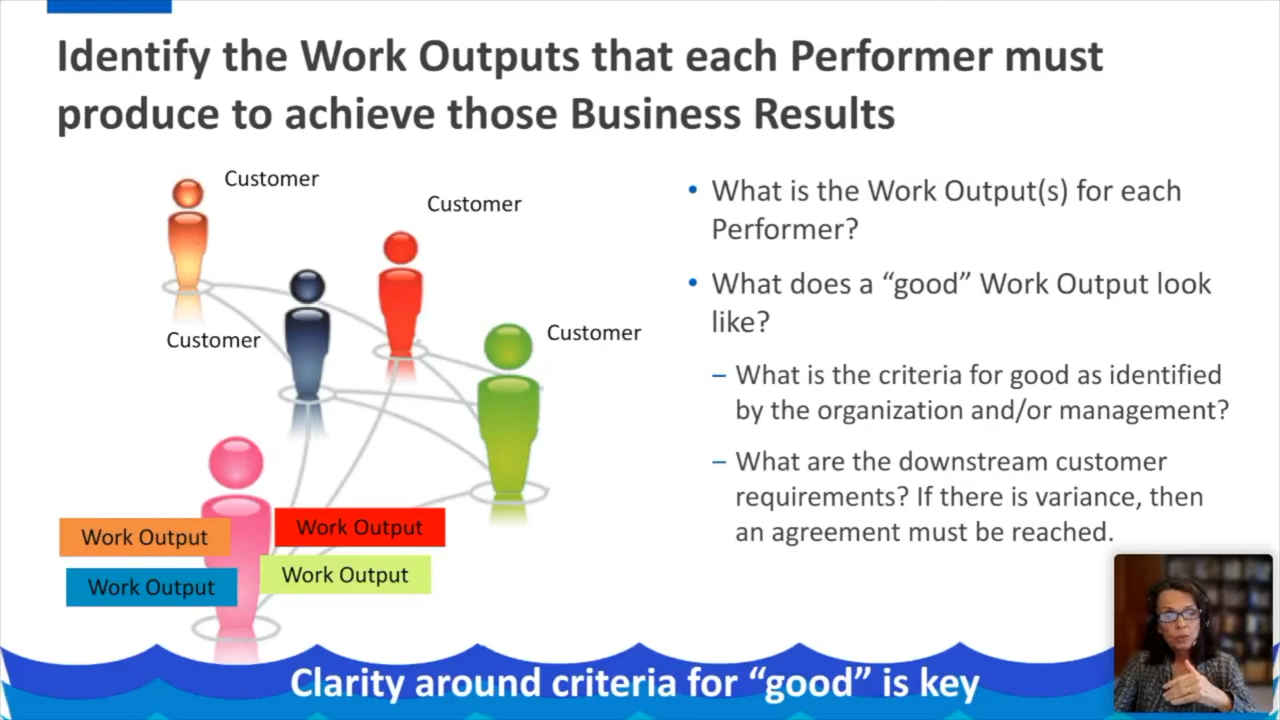 Identify the Work Outputs that each Performer must
produce to achieve those Business Results
Customer
Customer
Customer
Customer
Work Output
Work Output
Work Output
Work Output
• What is the Work Output(s) for each
Performer?
• What does a “good” Work Output look
like?
– What is the criteria for good as identified
by the organization and/or management?
– What are the downstream customer
requirements? If there is variance, then
an agreement must be reached.
Clarity around criteria for “good” is key